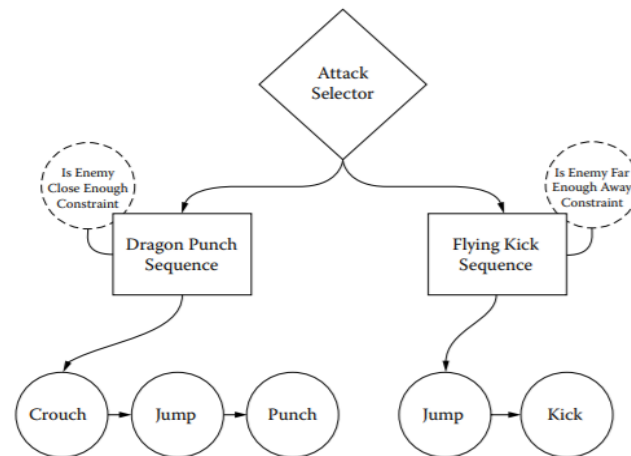 Attack
Selector
Is Enemy
Close Enough
Constraint
Is Enemy Far
Enough Away
Constraint
Dragon Punch
Sequence
Flying Kick
Sequence
Crouch
Jump
Punch
Jump
Kick